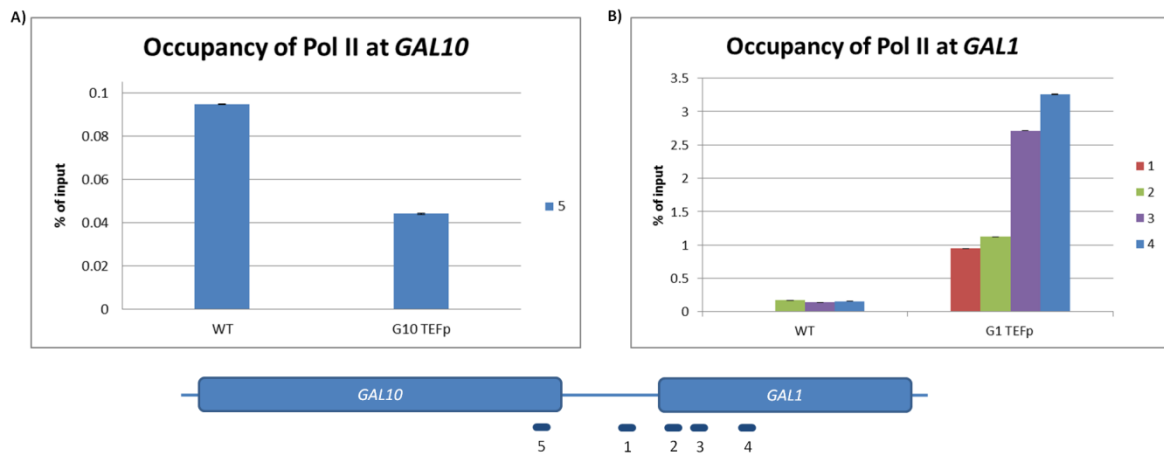 A)
Occupancy of Pol II at GAL10
% of input
0.1
0.08
0.06
0.04
0.02
0
WT
G10 TEFp
5
B)
Occupancy of Pol II at GAL1
% of input
3.5
3
2.5
2
1.5
1
0.5
0
WT
G1 TEFp
1
2
3
4
GAL10
GAL1
5
1
2
3
4